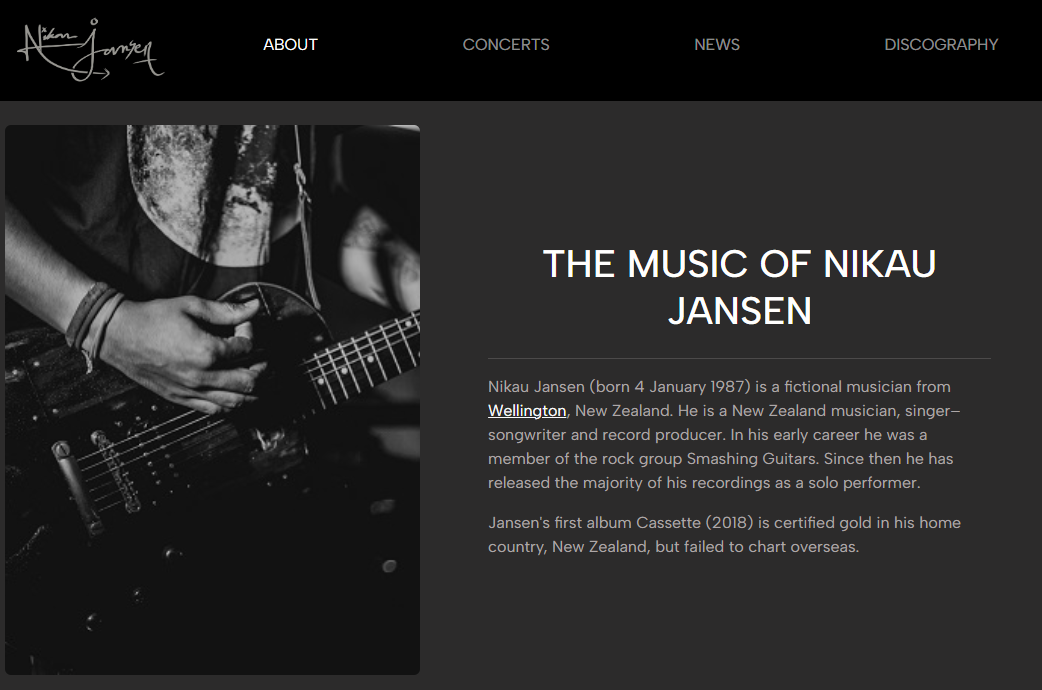 Nikau Jansen
ABOUT
CONCERTS
NEWS
DISCOGRAPHY
THE MUSIC OF NIKAU
JANSEN
Nikau Jansen (born 4 January 1987) is a fictional musician from
Wellington, New Zealand. He is a New Zealand musician, singer–
songwriter and record producer. In his early career he was a
member of the rock group Smashing Guitars. Since then he has
released the majority of his recordings as a solo performer.
Jansen's first album Cassette (2018) is certified gold in his home
country, New Zealand, but failed to chart overseas.